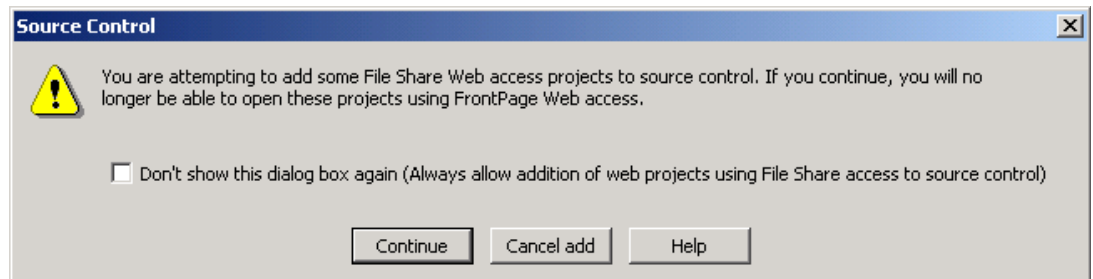 Source Control
You are attempting to add some File Share Web access projects to source control. If you continue, you will no
longer be able to open these projects using FrontPage Web access.
Don't show this dialog box again (Always allow addition of web projects using File Share access to source control)
Continue Cancel add Help